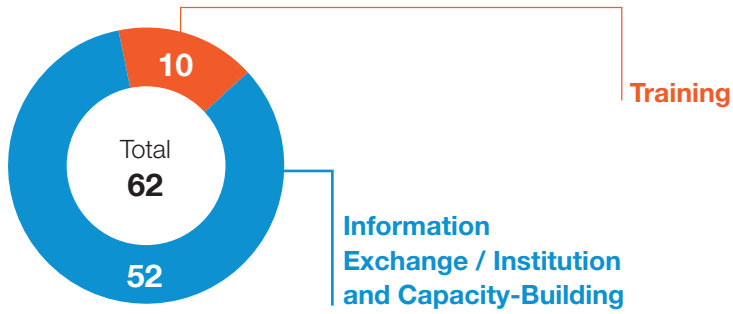 10
Training
Total
62
Information
Exchange / Institution
and Capacity-Building
52